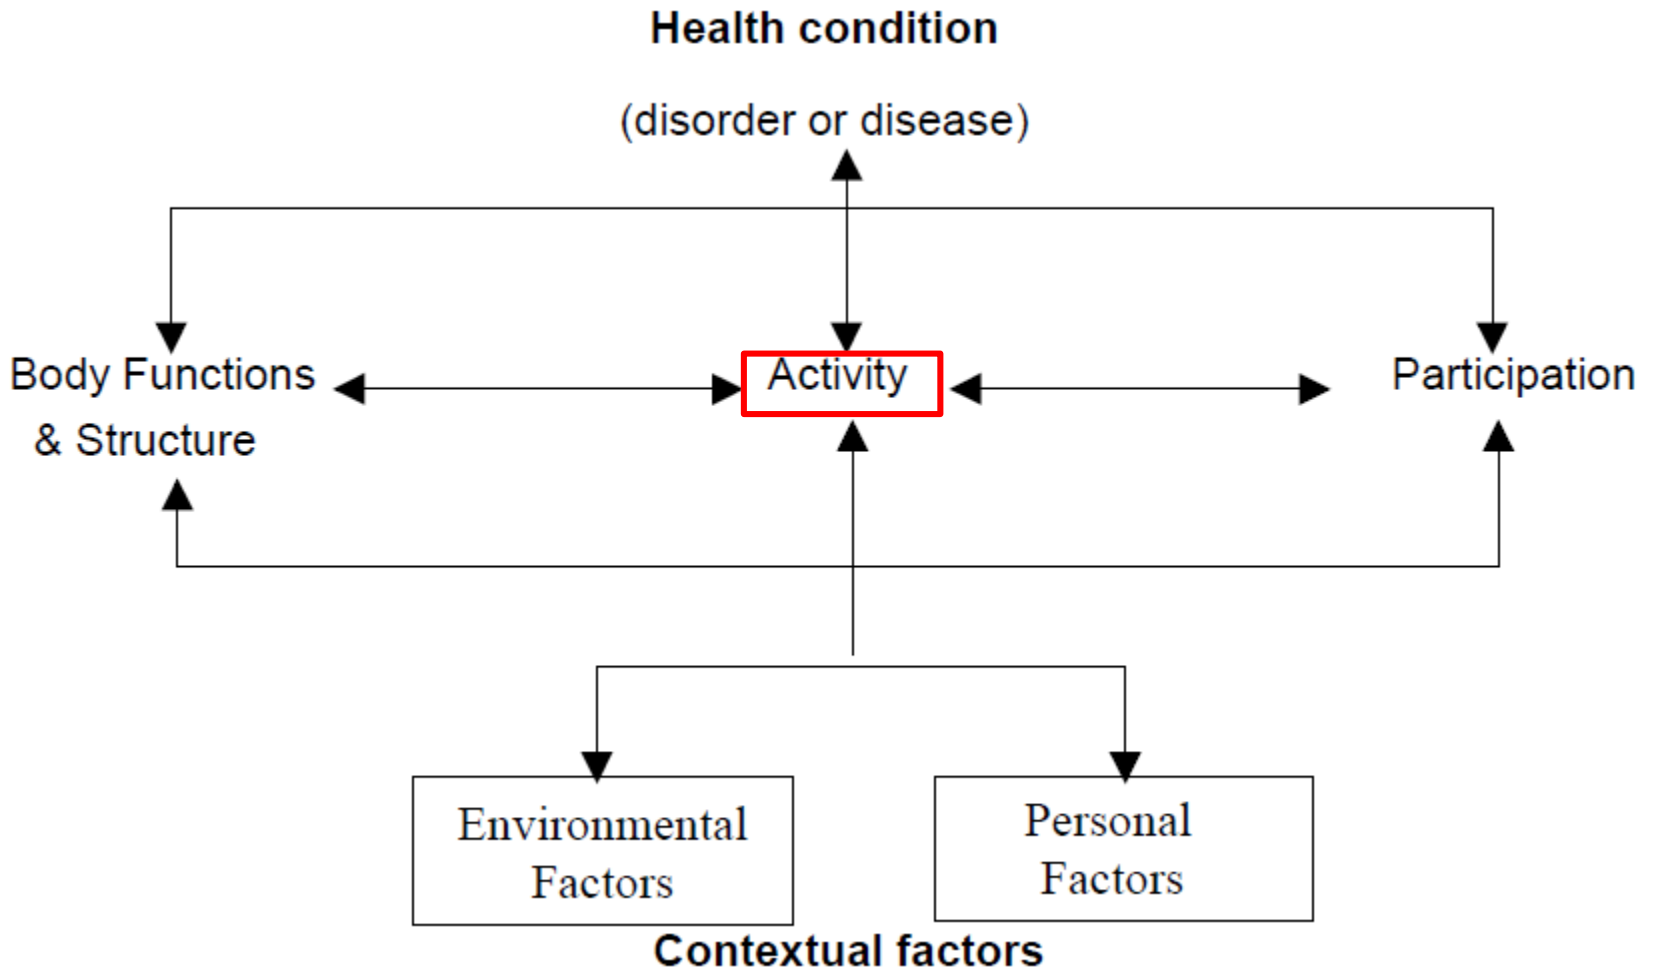 Health condition
(disorder or disease)
Body Functions
& Structure
Activity
Participation
Environmental
Factors
Personal
Factors
Contextual factors